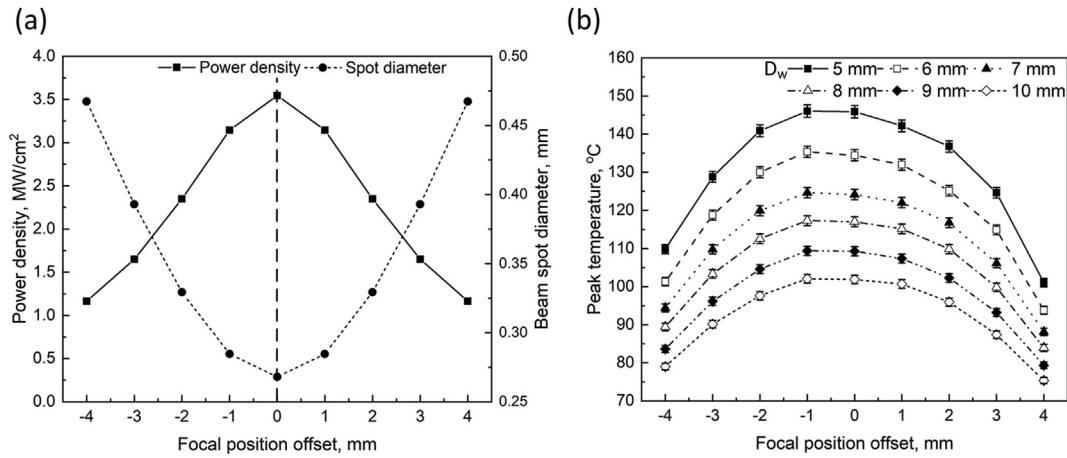 (a)
Power density
Spot diameter
4.0
3.5
3.0
2.5
2.0
1.5
1.0
0.5
0.0
Power density, MW/cm²
0.50
0.45
0.40
0.35
0.30
0.25
Beam spot diameter, mm
-4 -3 -2 -1 0 1 2 3 4
Focal position offset, mm
(b)
D_w 5 mm 6 mm 7 mm
8 mm 9 mm 10 mm
160
150
140
130
120
110
100
90
80
70
Peak temperature, ºC
-4 -3 -2 -1 0 1 2 3 4
Focal position offset, mm